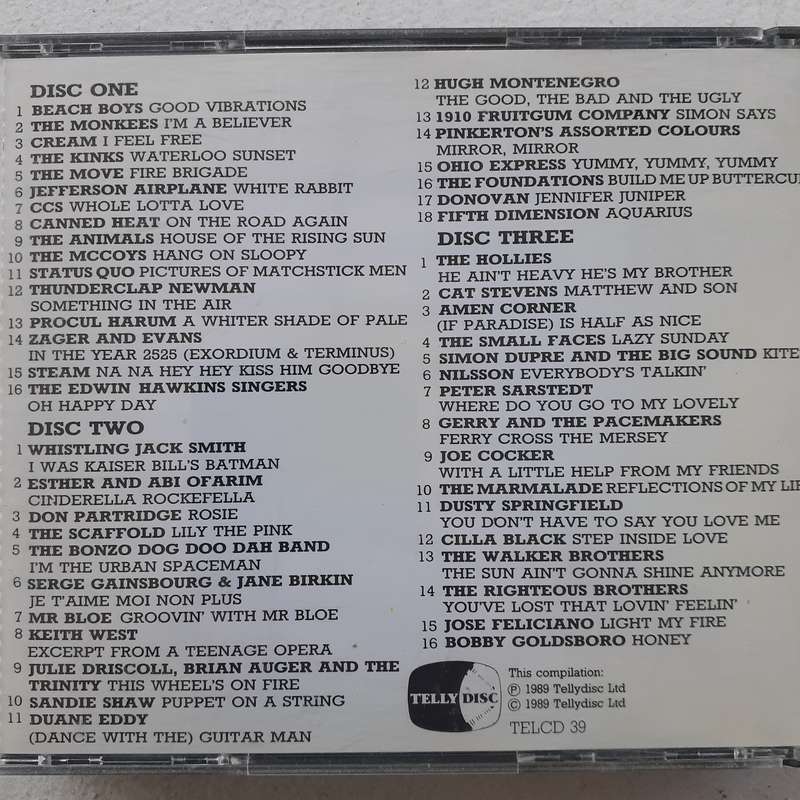 DISC ONE
1 BEACH BOYS GOOD VIBRATIONS
2 THE MONKEES I'M A BELIEVER
3 CREAM I FEEL FREE
4 THE KINKS WATERLOO SUNSET
5 THE MOVE FIRE BRIGADE
6 JEFFERSON AIRPLANE WHITE RABBIT
7 CCS WHOLE LOTTA LOVE
8 CANNED HEAT ON THE ROAD AGAIN
9 THE ANIMALS HOUSE OF THE RISING SUN
10 THE MCCOYS HANG ON SLOOPY
11 STATUS QUO PICTURES OF MATCHSTICK MEN
12 THUNDERCLAP NEWMAN
SOMETHING IN THE AIR
13 PROCUL HARUM A WHITER SHADE OF PALE
14 ZAGER AND EVANS
IN THE YEAR 2525 (EXORDIUM & TERMINUS)
15 STEAM NA NA HEY HEY KISS HIM GOODBYE
16 THE EDWIN HAWKINS SINGERS
OH HAPPY DAY
DISC TWO
1 WHISTLING JACK SMITH
I WAS KAISER BILL'S BATMAN
2 ESTHER AND ABI OFARIM
CINDERELLA ROCKEFELLA
3 DON PARTRIDGE ROSIE
4 THE SCAFFOLD LILY THE PINK
5 THE BONZO DOG DOO DAH BAND
I'M THE URBAN SPACEMAN
6 SERGE GAINSBOURG & JANE BIRKIN
JE T'AIME MOI NON PLUS
7 MR BLOE GROOVIN' WITH MR BLOE
8 KEITH WEST
EXCERPT FROM A TEENAGE OPERA
9 JULIE DRISCOLL, BRIAN AUGER AND THE
TRINITY THIS WHEEL'S ON FIRE
10 SANDIE SHAW PUPPET ON A STRING
11 DUANE EDDY
(DANCE WITH THE) GUITAR MAN
12 HUGH MONTENEGRO
THE GOOD, THE BAD AND THE UGLY
13 1910 FRUITGUM COMPANY SIMON SAYS
14 PINKERTON'S ASSORTED COLOURS
MIRROR, MIRROR
15 OHIO EXPRESS YUMMY, YUMMY, YUMMY
16 THE FOUNDATIONS BUILD ME UP BUTTERCU
17 DONOVAN JENNIFER JUNIPER
18 FIFTH DIMENSION AQUARIUS
DISC THREE
1 THE HOLLIES
HE AIN'T HEAVY HE'S MY BROTHER
2 CAT STEVENS MATTHEW AND SON
3 AMEN CORNER
(IF PARADISE) IS HALF AS NICE
4 THE SMALL FACES LAZY SUNDAY
5 SIMON DUPRE AND THE BIG SOUND KITE
6 NILSSON EVERYBODY'S TALKIN'
7 PETER SARSTEDT
WHERE DO YOU GO TO MY LOVELY
8 GERRY AND THE PACEMAKERS
FERRY CROSS THE MERSEY
9 JOE COCKER
WITH A LITTLE HELP FROM MY FRIENDS
10 THE MARMALADE REFLECTIONS OF MY LIF
11 DUSTY SPRINGFIELD
YOU DON'T HAVE TO SAY YOU LOVE ME
12 CILLA BLACK STEP INSIDE LOVE
13 THE WALKER BROTHERS
THE SUN AIN'T GONNA SHINE ANYMORE
14 THE RIGHTEOUS BROTHERS
YOU'VE LOST THAT LOVIN' FEELIN'
15 JOSE FELICIANO LIGHT MY FIRE
16 BOBBY GOLDSBORO HONEY
TELLY DISC
This compilation:
℗ 1989 Tellydisc Ltd
© 1989 Tellydisc Ltd
TELCD 39